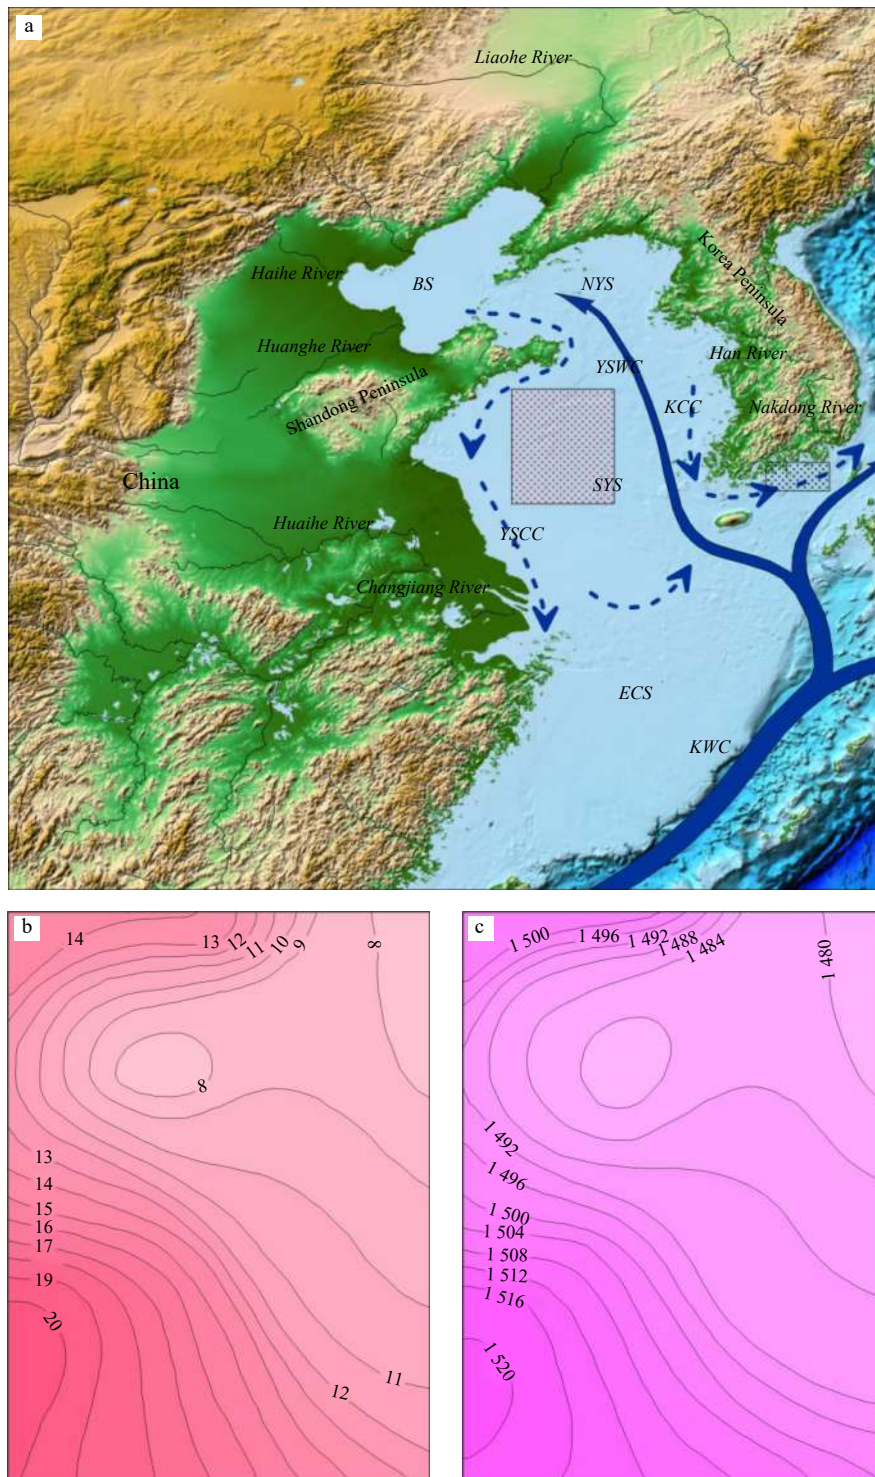 a
Liaohe River
Korea Peninsula
Haihe River
BS
NYS
Huanghe River
YSWC
Han River
Shandong Peninsula
KCC
Nakdong River
China
SYS
Huaihe River
YSCC
Changjiang River
ECS
KWC
b
14
13
12
11
10
9
8
8
13
14
15
16
17
19
20
11
12
c
1 500
1 496
1 492
1 488
1 484
1 480
1 492
1 496
1 500
1 504
1 508
1 512
1 516
1 520